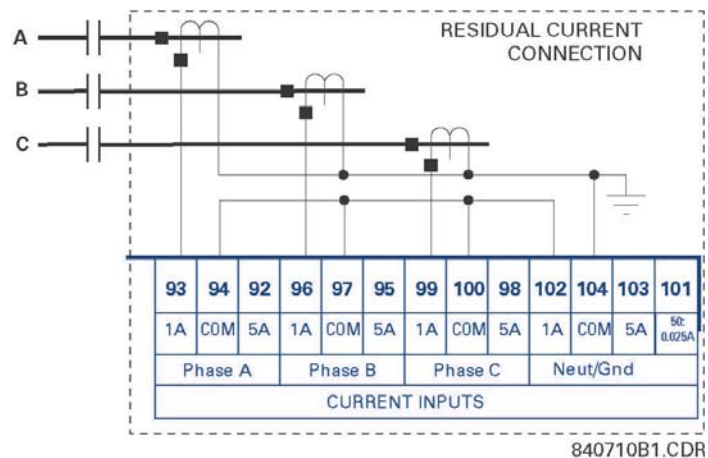 RESIDUAL CURRENT
CONNECTION
A
B
C
93 94 92 96 97 95 99 100 98 102 104 103 101
1A COM 5A 1A COM 5A 1A COM 5A 1A COM 5A 50:
0.025A
Phase A Phase B Phase C Neut/Gnd
CURRENT INPUTS
840710B1.CDR